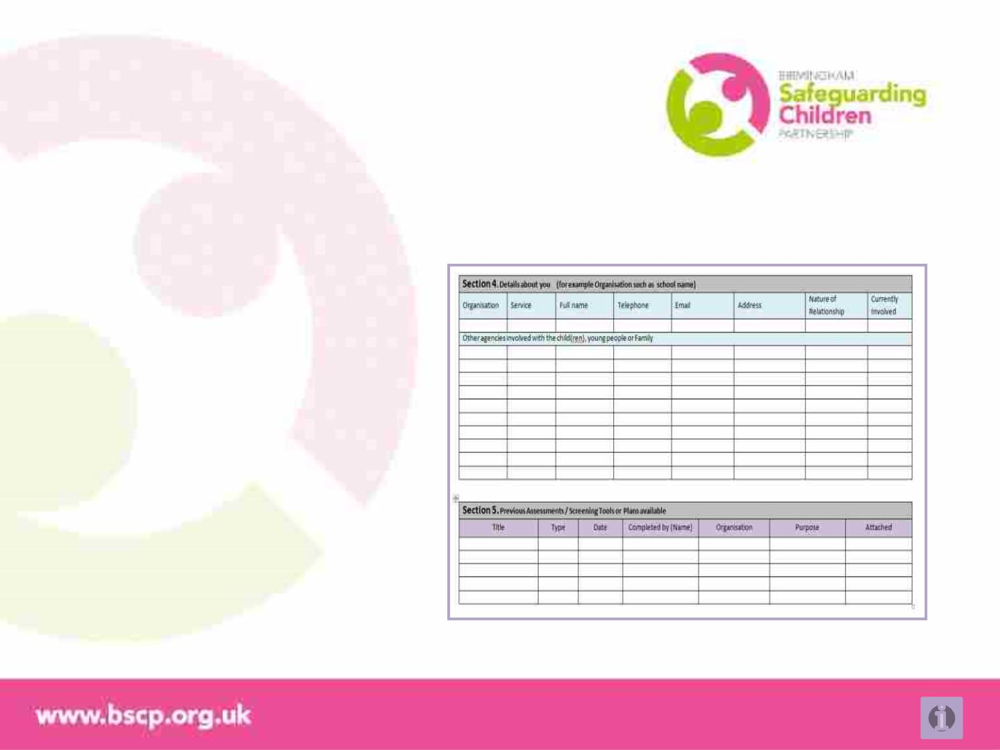 BIRMINGHAM
Safeguarding
Children
PARTNERSHIP
Section 4. Details about you (for example Organisation such as school name)
Organisation Service Full name Telephone Email Address Nature of Relationship Currently Involved
Other agencies involved with the child(ren), young people or Family
Section 5. Previous Assessments / Screening Tools or Plans available
Title Type Date Completed by (Name) Organisation Purpose Attached
www.bscp.org.uk